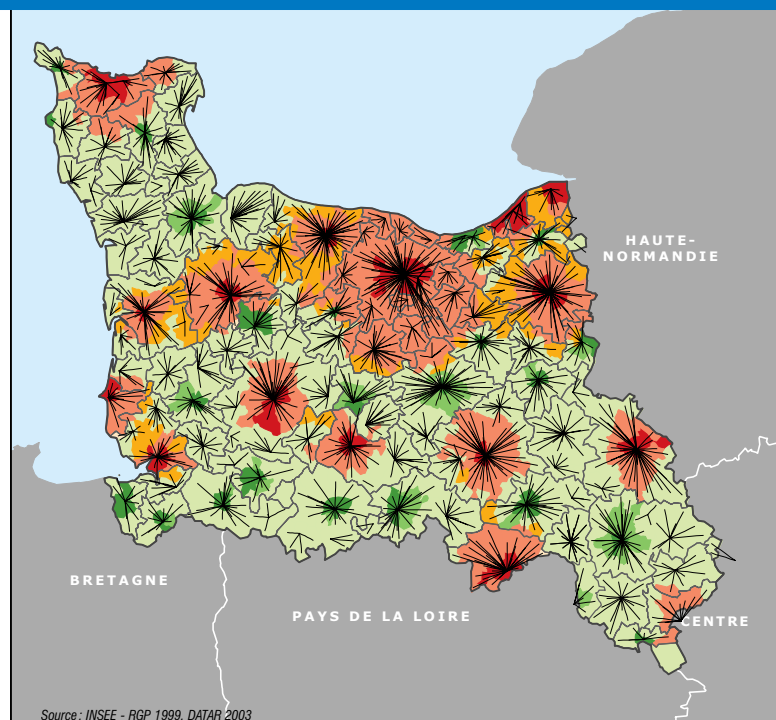 HAUTE-
NORMANDIE
BRETAGNE
PAYS DE LA LOIRE
CENTRE
Source : INSEE - RGP 1999, DATAR 2003